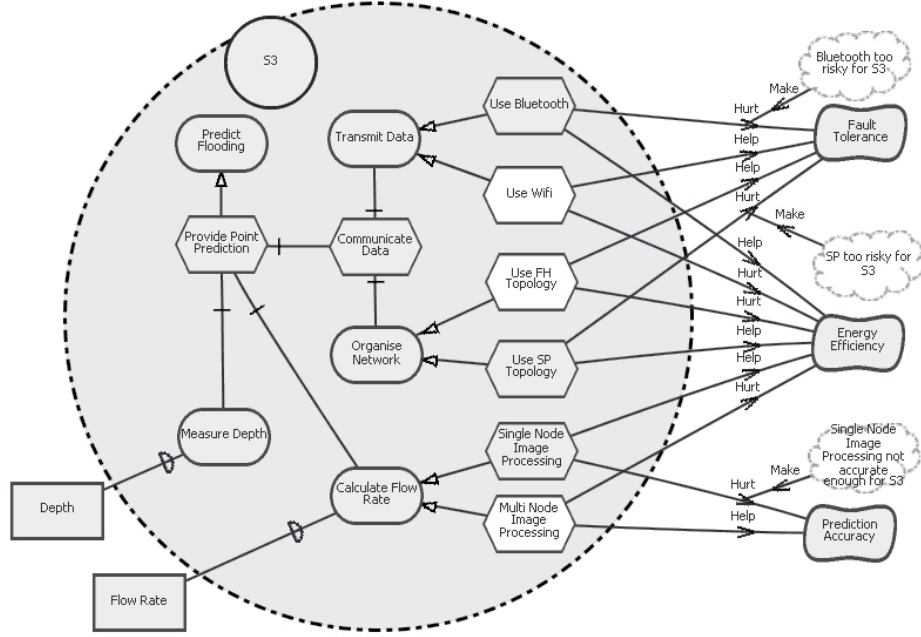 S3
Bluetooth too
risky for S3
Make
Hurt
Use Bluetooth
Fault
Tolerance
Predict
Flooding
Transmit Data
Help
Help
Use Wifi
Hurt
Make
Provide Point
Prediction
Communicate
Data
Help
SP too risky for
S3
Use FH
Topology
Hurt
Hurt
Energy
Efficiency
Organise
Network
Use SP
Topology
Help
Help
Hurt
Measure Depth
Single Node
Image
Processing
Single Node
Image
Processing not
accurate
enough for S3
Make
Calculate Flow
Rate
Hurt
Depth
Multi Node
Image
Processing
Help
Prediction
Accuracy
Flow Rate